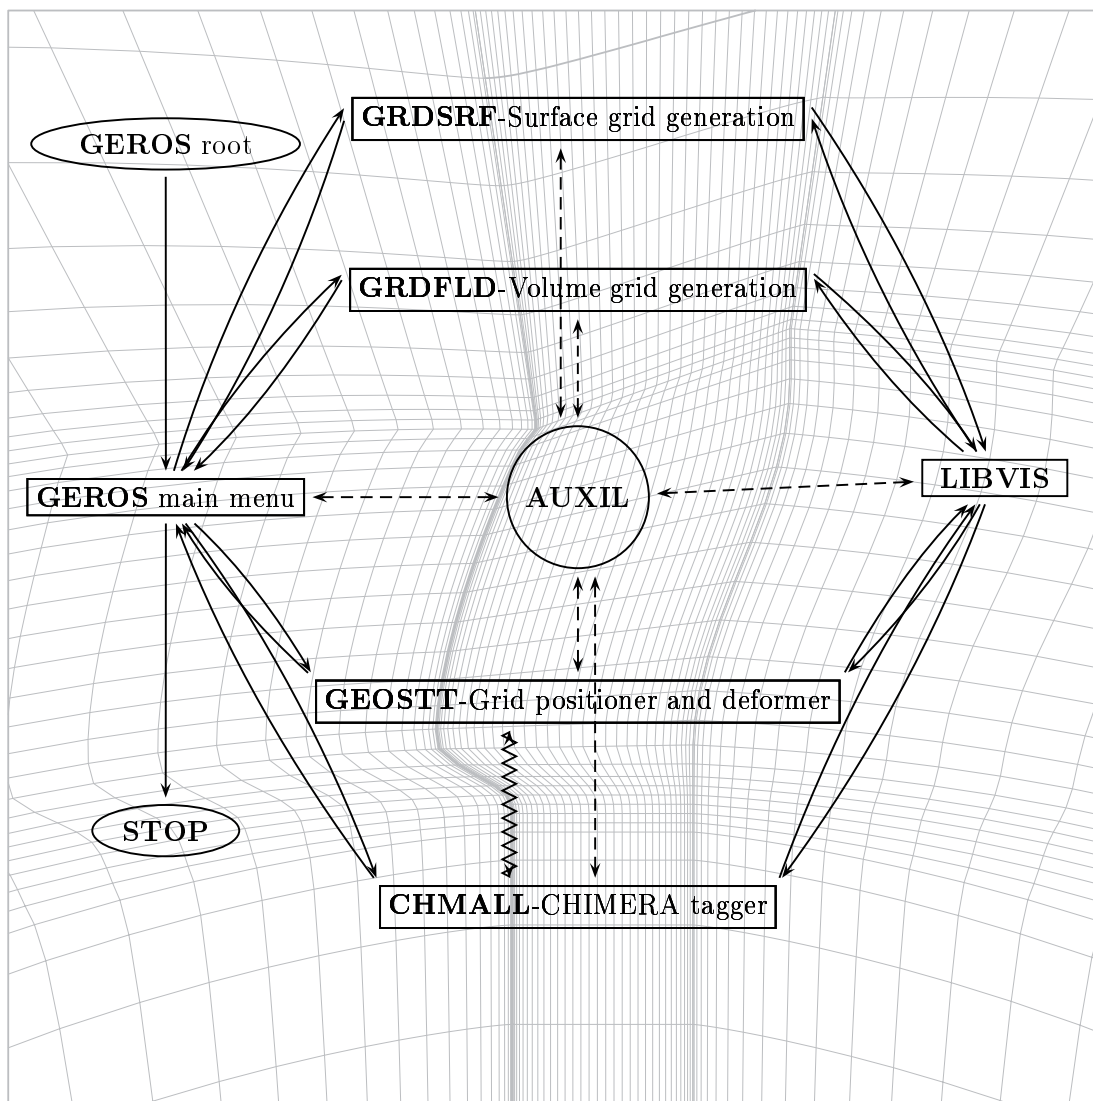 GRDSRF-Surface grid generation
GEROS root
GRDFLD-Volume grid generation
GEROS main menu
AUXIL
LIBVIS
GEOSTT-Grid positioner and deformer
STOP
CHMALL-CHIMERA tagger